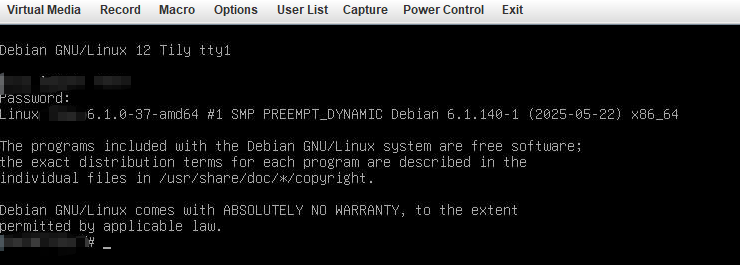 Virtual Media Record Macro Options User List Capture Power Control Exit
Debian GNU/Linux 12 Tily tty1
Password:
Linux 6.1.0-37-amd64 #1 SMP PREEMPT_DYNAMIC Debian 6.1.140-1 (2025-05-22) x86_64
The programs included with the Debian GNU/Linux system are free software;
the exact distribution terms for each program are described in the
individual files in /usr/share/doc/*/copyright.
Debian GNU/Linux comes with ABSOLUTELY NO WARRANTY, to the extent
permitted by applicable law.
# _